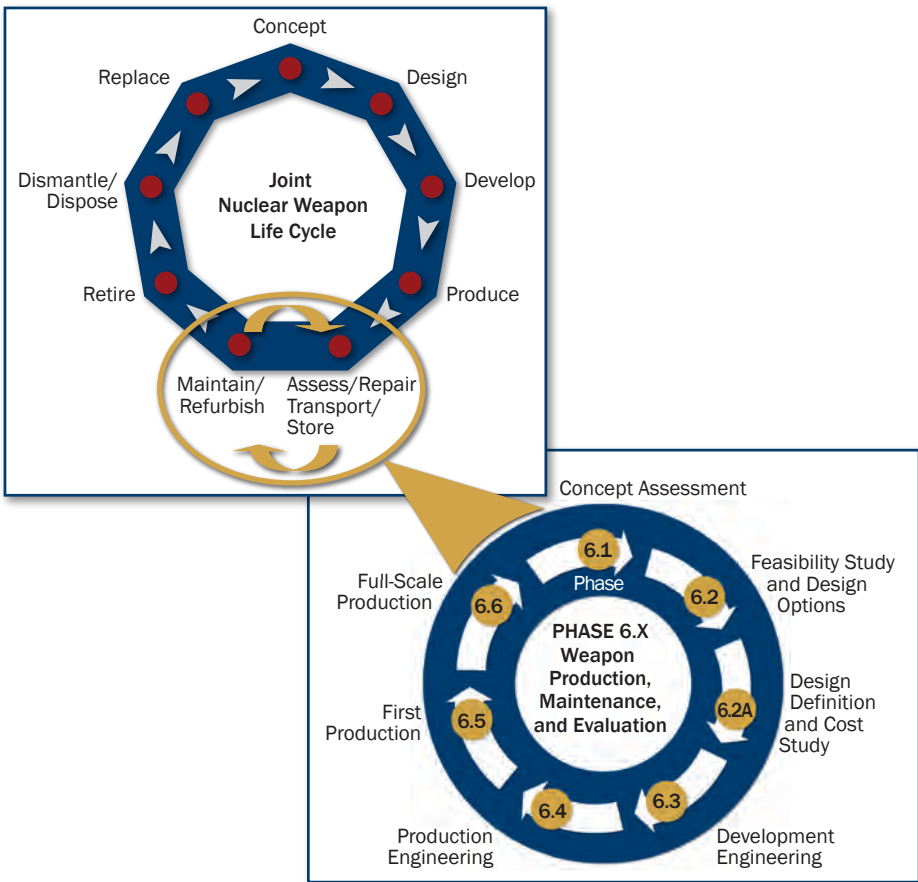 Concept
Replace
Design
Dismantle/
Dispose
Joint
Nuclear Weapon
Life Cycle
Develop
Retire
Produce
Maintain/
Refurbish
Assess/Repair
Transport/
Store
Concept Assessment
6.1
Phase
Feasibility Study
and Design
Options
6.2
Full-Scale
Production
6.6
PHASE 6.X
Weapon
Production,
Maintenance,
and Evaluation
Design
Definition
and Cost
Study
6.2A
First
Production
6.5
6.4
6.3
Production
Engineering
Development
Engineering